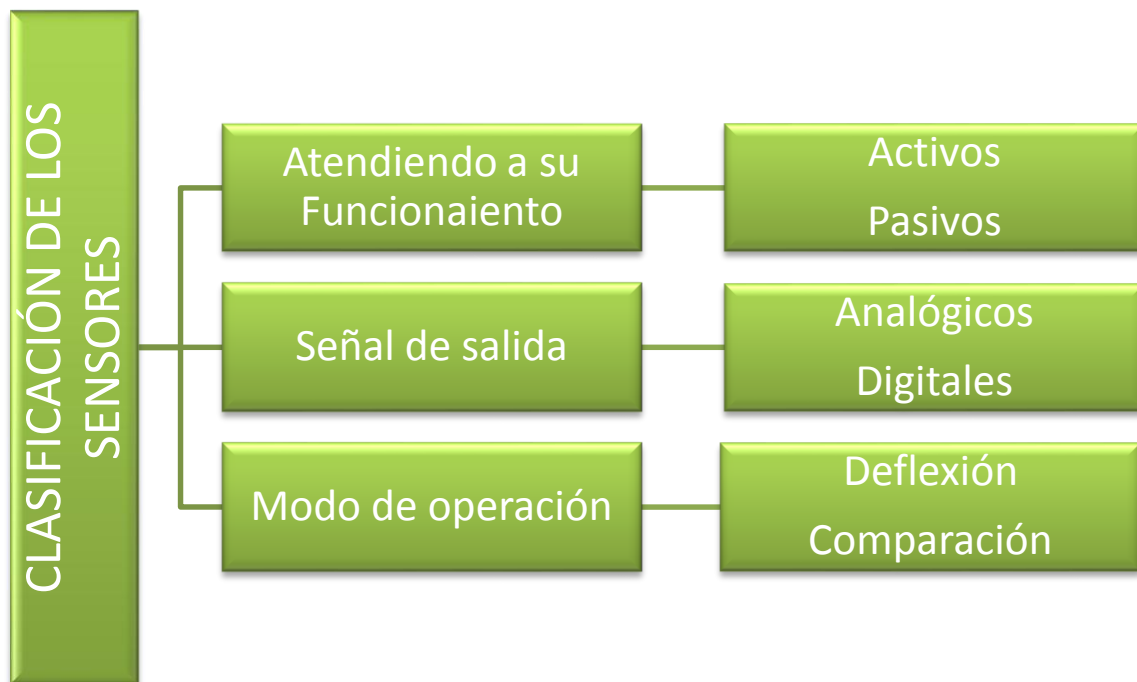 CLASIFICACIÓN DE LOS
SENSORES
Atendiendo a su
Funcionaiento
Activos
Pasivos
Señal de salida
Analógicos
Digitales
Modo de operación
Deflexión
Comparación